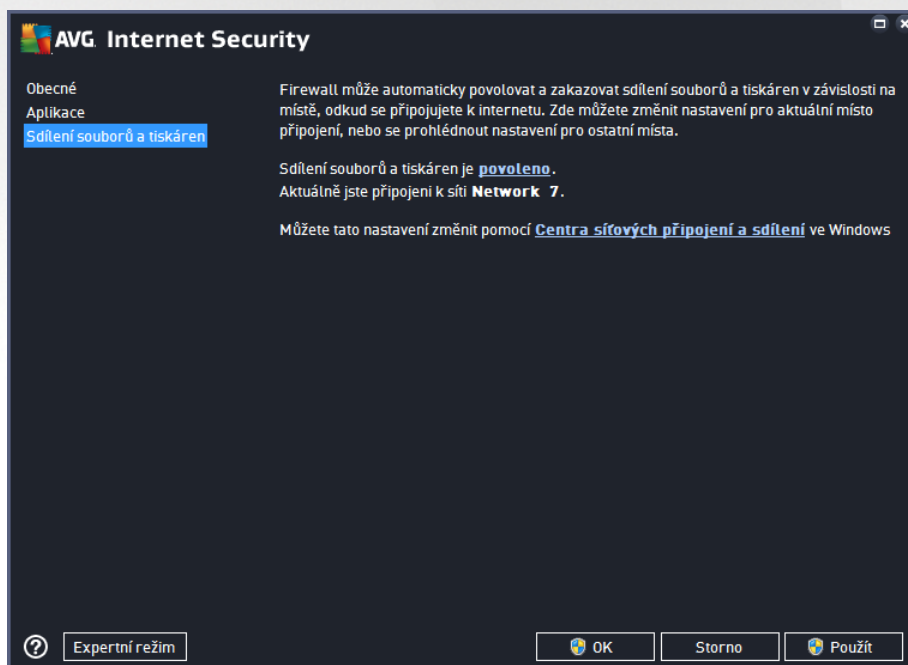 AVG Internet Security
Obecné
Aplikace
Sdílení souborů a tiskáren
Firewall může automaticky povolovat a zakazovat sdílení souborů a tiskáren v závislosti na
místě, odkud se připojujete k internetu. Zde můžete změnit nastavení pro aktuální místo
připojení, nebo se prohlédnout nastavení pro ostatní místa.
Sdílení souborů a tiskáren je povoleno.
Aktuálně jste připojeni k síti Network 7.
Můžete tato nastavení změnit pomocí Centra síťových připojení a sdílení ve Windows
? Expertní režim
OK
Storno
Použít